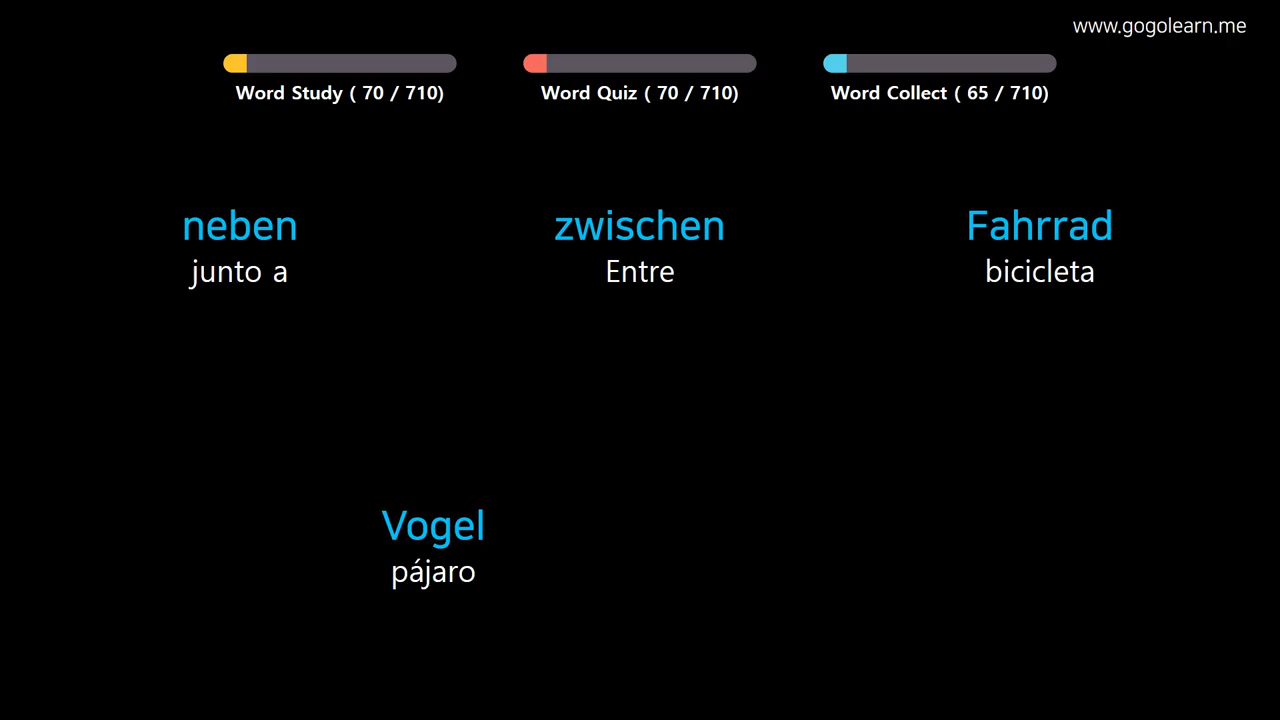 www.gogolearn.me
Word Study ( 70 / 710)
Word Quiz ( 70 / 710)
Word Collect ( 65 / 710)
neben
junto a
zwischen
Entre
Fahrrad
bicicleta
Vogel
pájaro